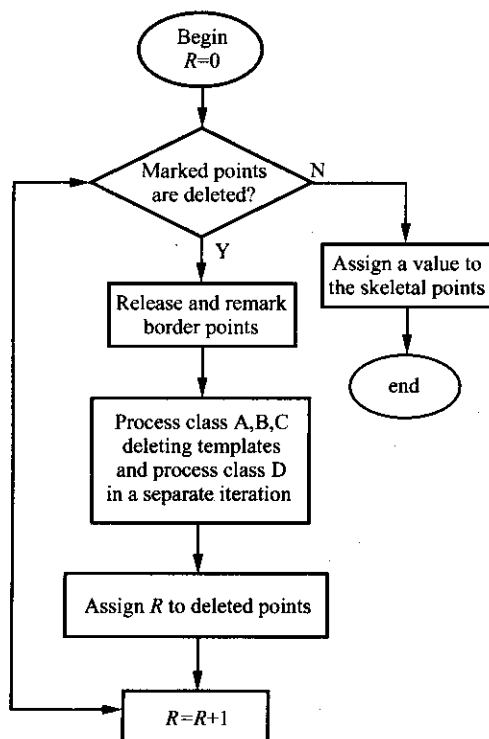 Begin
R=0
Marked points
are deleted?
N
Y
Assign a value to
the skeletal points
Release and remark
border points
end
Process class A,B,C
deleting templates
and process class D
in a separate iteration
Assign R to deleted points
R=R+1